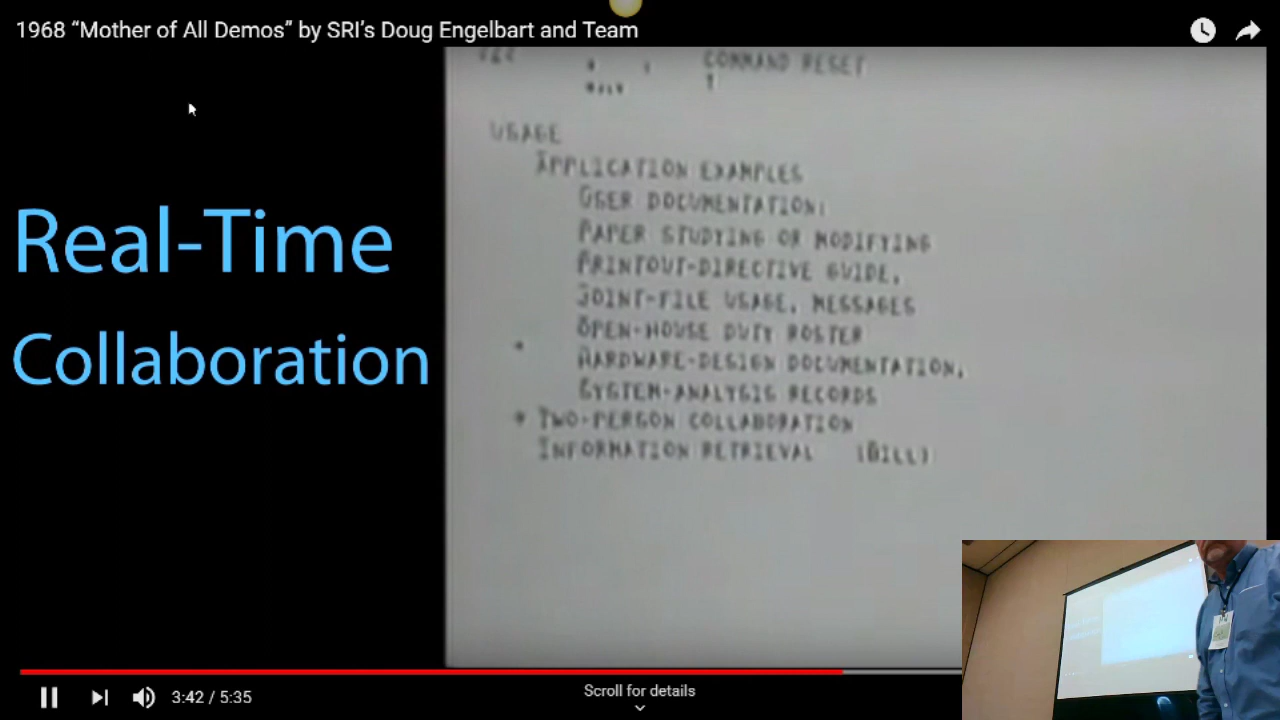 1968 “Mother of All Demos” by SRI’s Doug Engelbart and Team
COMMAND RESET
USAGE
APPLICATION EXAMPLES
USER DOCUMENTATION:
PAPER STUDYING OR MODIFYING
PRINTOUT-DIRECTIVE GUIDE,
JOINT-FILE USAGE, MESSAGES
OPEN-HOUSE DUTY ROSTER
HARDWARE-DESIGN DOCUMENTATION,
SYSTEM-ANALYSIS RECORDS
* TWO-PERSON COLLABORATION
INFORMATION RETRIEVAL (BILL)
Real-Time
Collaboration
3:42 / 5:35
Scroll for details